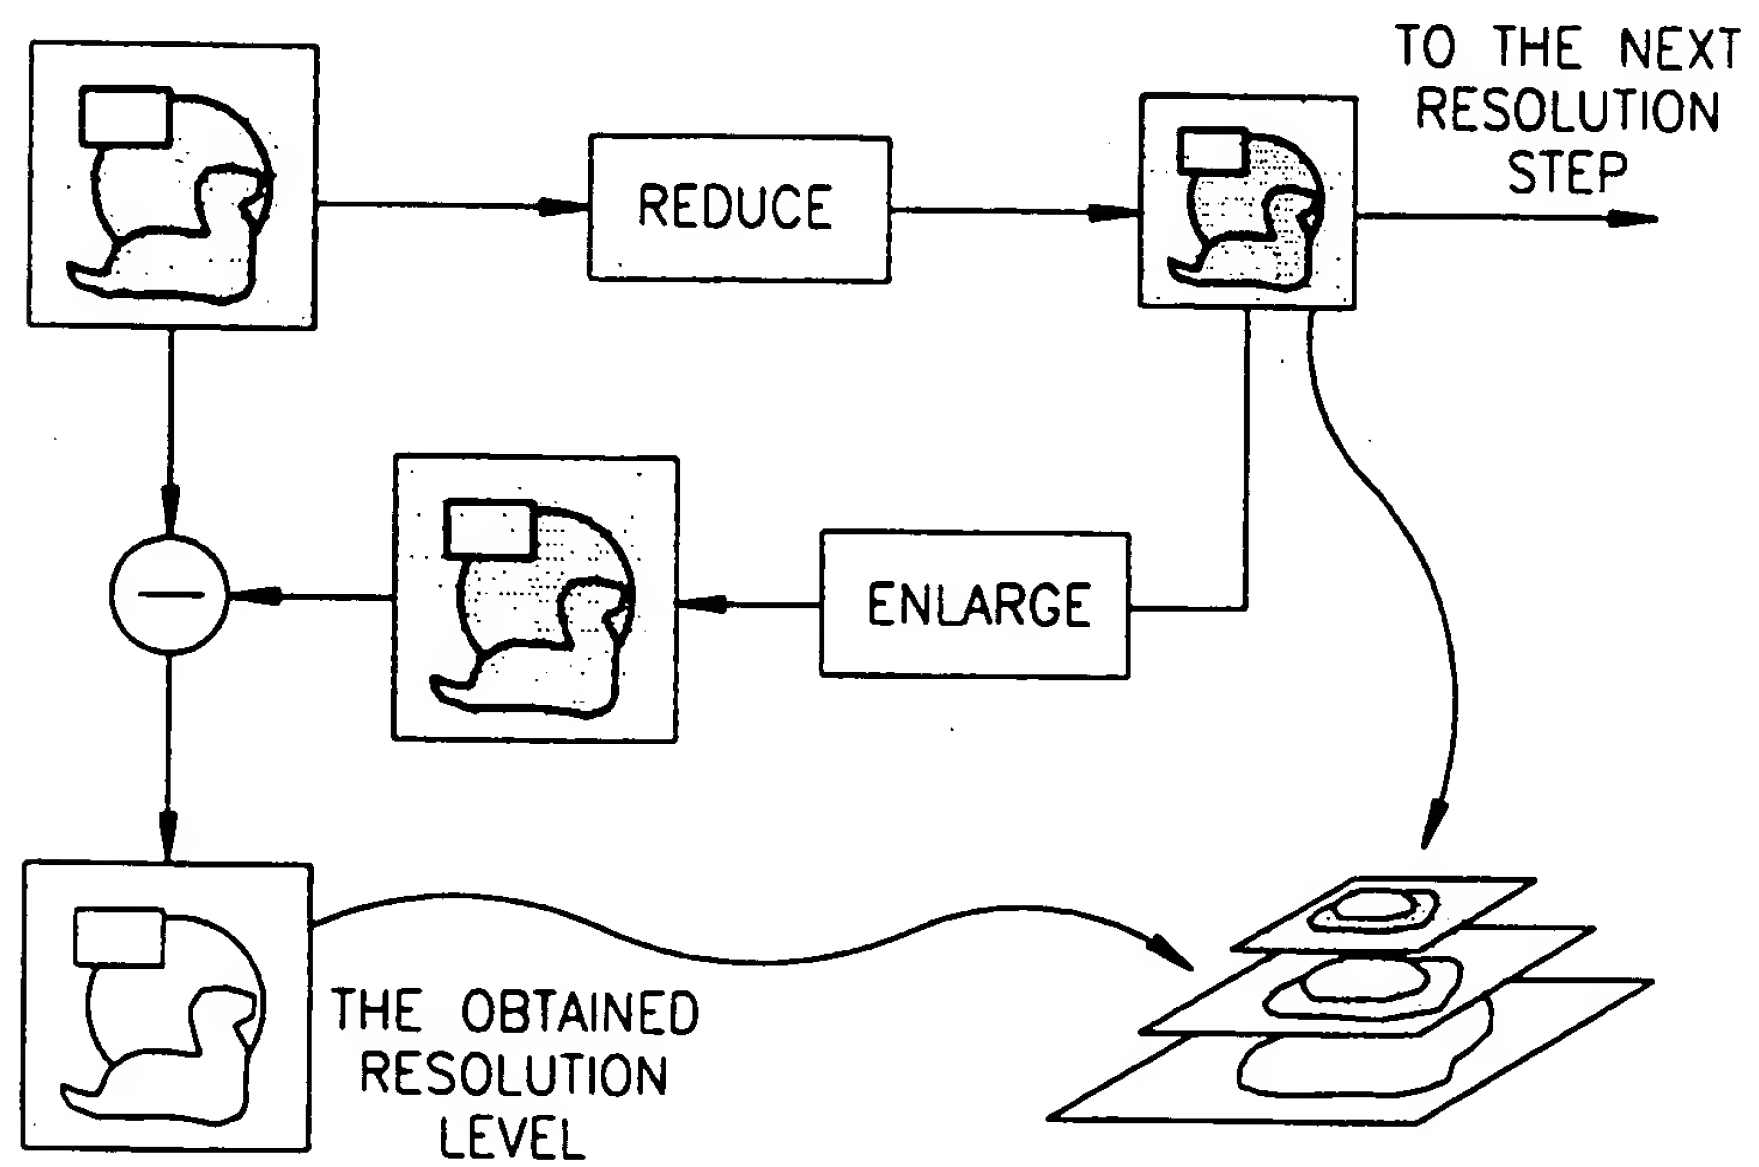 TO THE NEXT
RESOLUTION
STEP
REDUCE
ENLARGE
THE OBTAINED
RESOLUTION
LEVEL